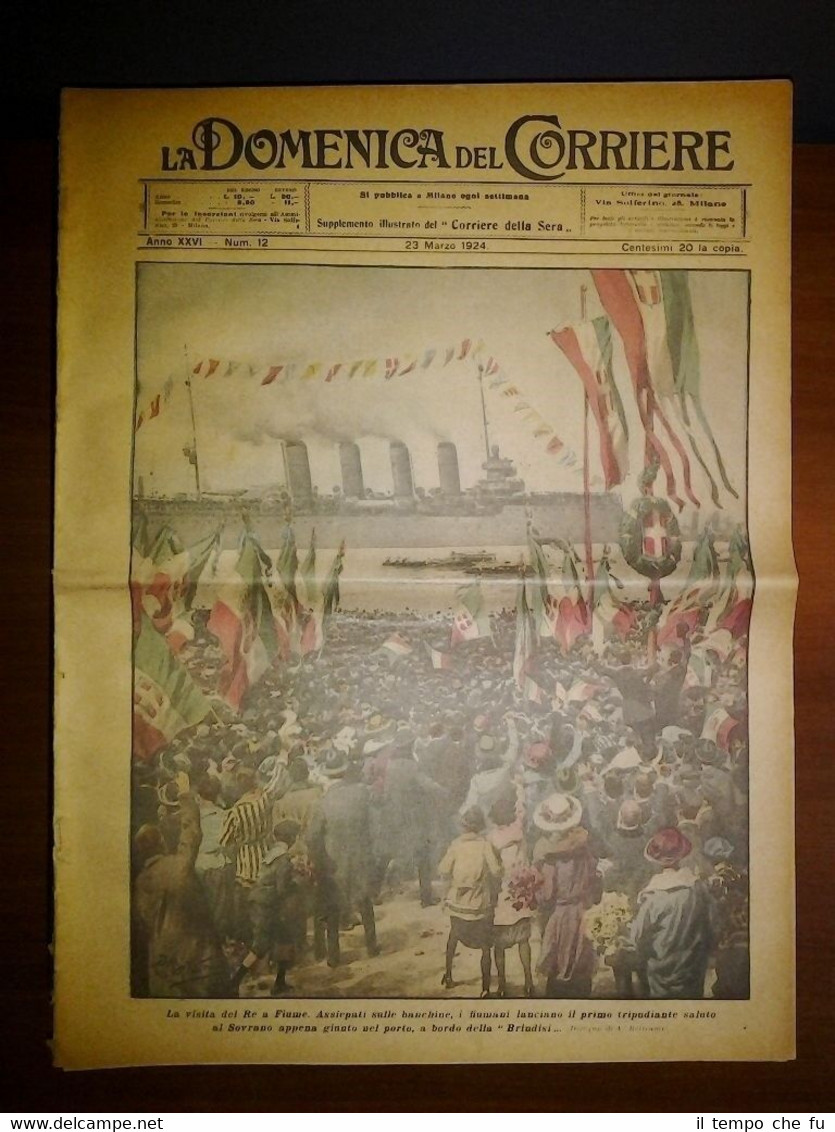 LA DOMENICA DEL CORRIERE
Si pubblica a Milano ogni settimana
Supplemento illustrato del "Corriere della Sera„
Uffici del giornale:
Via Solferino, 28, Milano
Per le inserzioni
Anno XXVI - Num. 12
23 Marzo 1924.
Centesimi 20 la copia.
La visita del Re a Fiume. Assiepati sulle banchine, i fiumani lanciano il primo tripudiante saluto
al Sovrano appena giunto nel porto, a bordo della "Brindisi„.
il tempo che fu